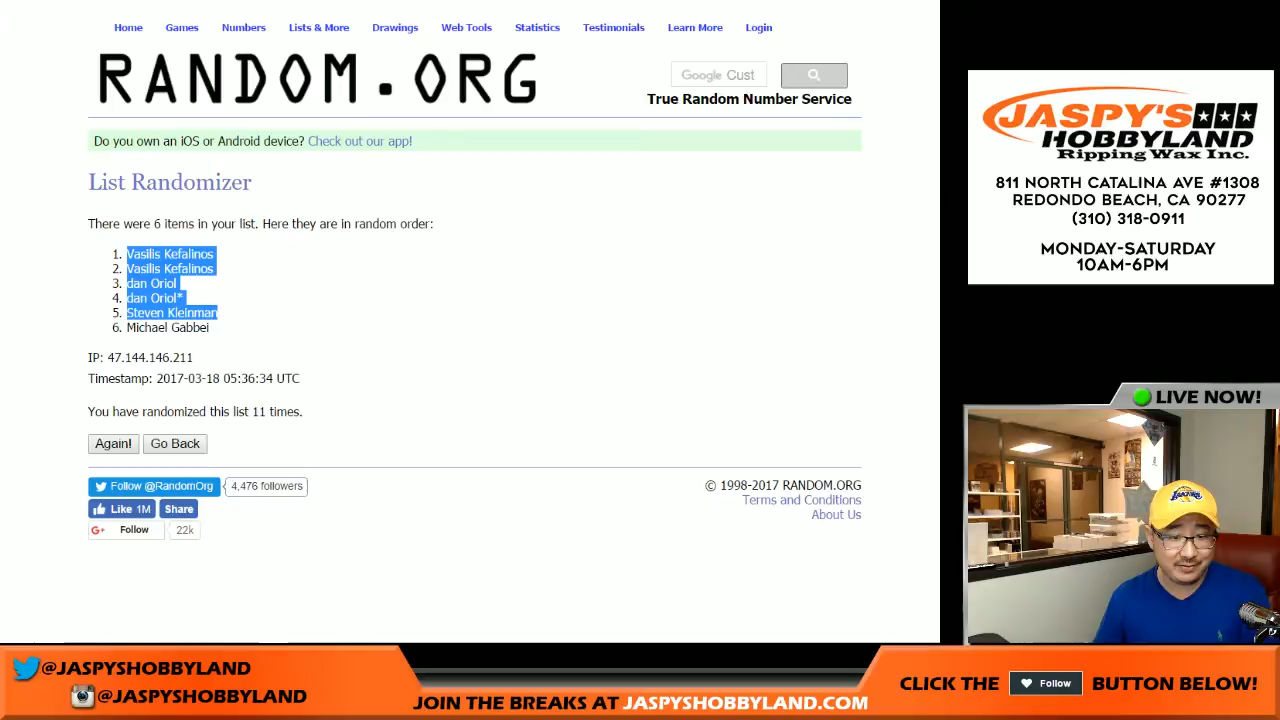 Home Games Numbers Lists & More Drawings Web Tools Statistics Testimonials Learn More Login
RANDOM.ORG
Google Cust
True Random Number Service
Do you own an iOS or Android device? Check out our app!
List Randomizer
There were 6 items in your list. Here they are in random order:
1. Vasilis Kefalinos
2. Vasilis Kefalinos
3. dan Oriol
4. dan Oriol*
5. Steven Kleinman
6. Michael Gabbei
IP: 47.144.146.211
Timestamp: 2017-03-18 05:36:34 UTC
You have randomized this list 11 times.
Again! Go Back
Follow @RandomOrg 4,476 followers
Like 1M Share
Follow 22k
© 1998-2017 RANDOM.ORG
Terms and Conditions
About Us
JASPY'S
HOBBYLAND
Ripping Wax Inc.
811 NORTH CATALINA AVE #1308
REDONDO BEACH, CA 90277
(310) 318-0911
MONDAY-SATURDAY
10AM-6PM
LIVE NOW!
@JASPYSHOBBYLAND
@JASPYSHOBBYLAND
JOIN THE BREAKS AT JASPYSHOBBYLAND.COM
CLICK THE Follow BUTTON BELOW!